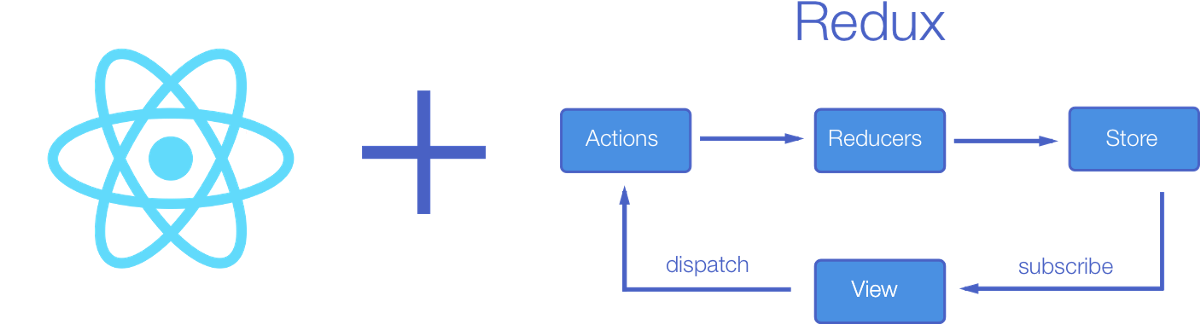 Redux
Actions
Reducers
Store
dispatch
View
subscribe